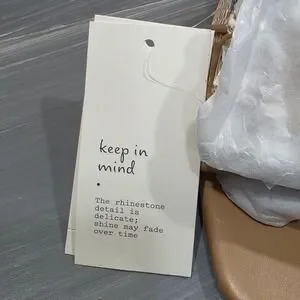 keep in
mind
•
The rhinestone
detail is
delicate;
shine may fade
over time